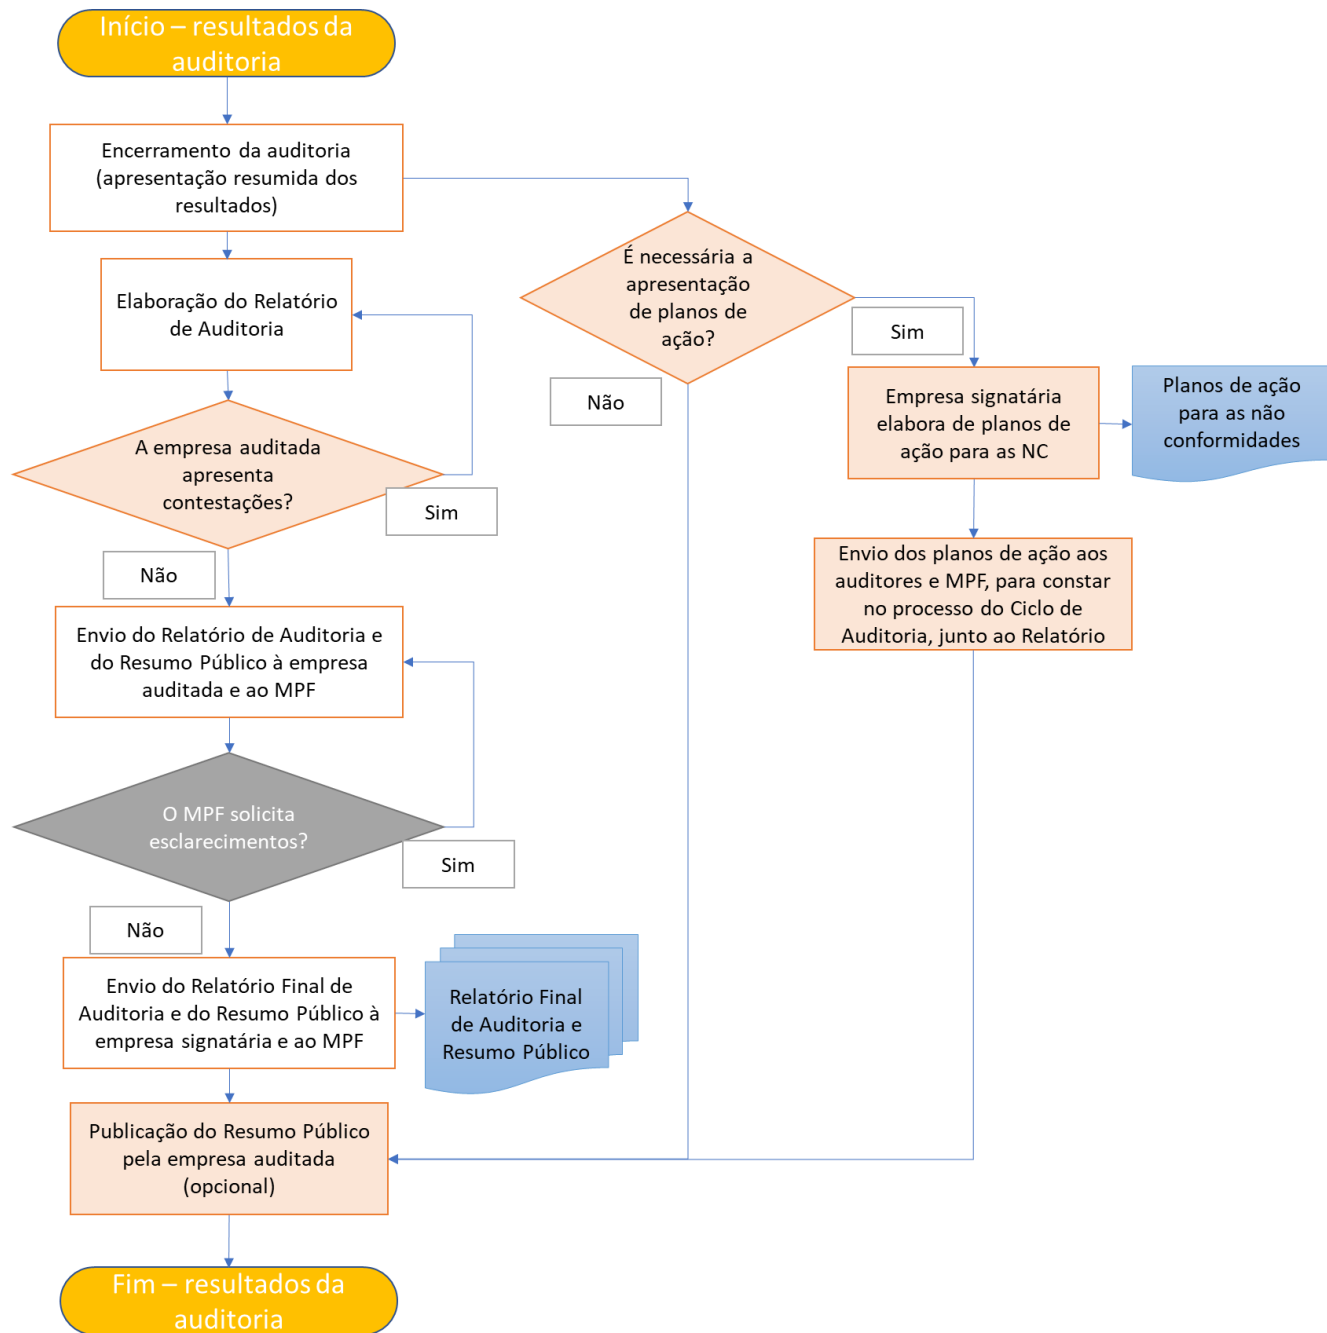 Início – resultados da
auditoria
Encerramento da auditoria
(apresentação resumida dos
resultados)
É necessária a
apresentação
de planos de
ação?
Elaboração do Relatório
de Auditoria
Sim
Não
Empresa signatária
elabora de planos de
ação para as NC
Planos de ação
para as não
conformidades
A empresa auditada
apresenta
contestações?
Sim
Não
Envio dos planos de ação aos
auditores e MPF, para constar
no processo do Ciclo de
Auditoria, junto ao Relatório
Envio do Relatório de Auditoria e
do Resumo Público à empresa
auditada e ao MPF
O MPF solicita
esclarecimentos?
Sim
Não
Envio do Relatório Final de
Auditoria e do Resumo Público à
empresa signatária e ao MPF
Relatório Final
de Auditoria e
Resumo Público
Publicação do Resumo Público
pela empresa auditada
(opcional)
Fim – resultados da
auditoria